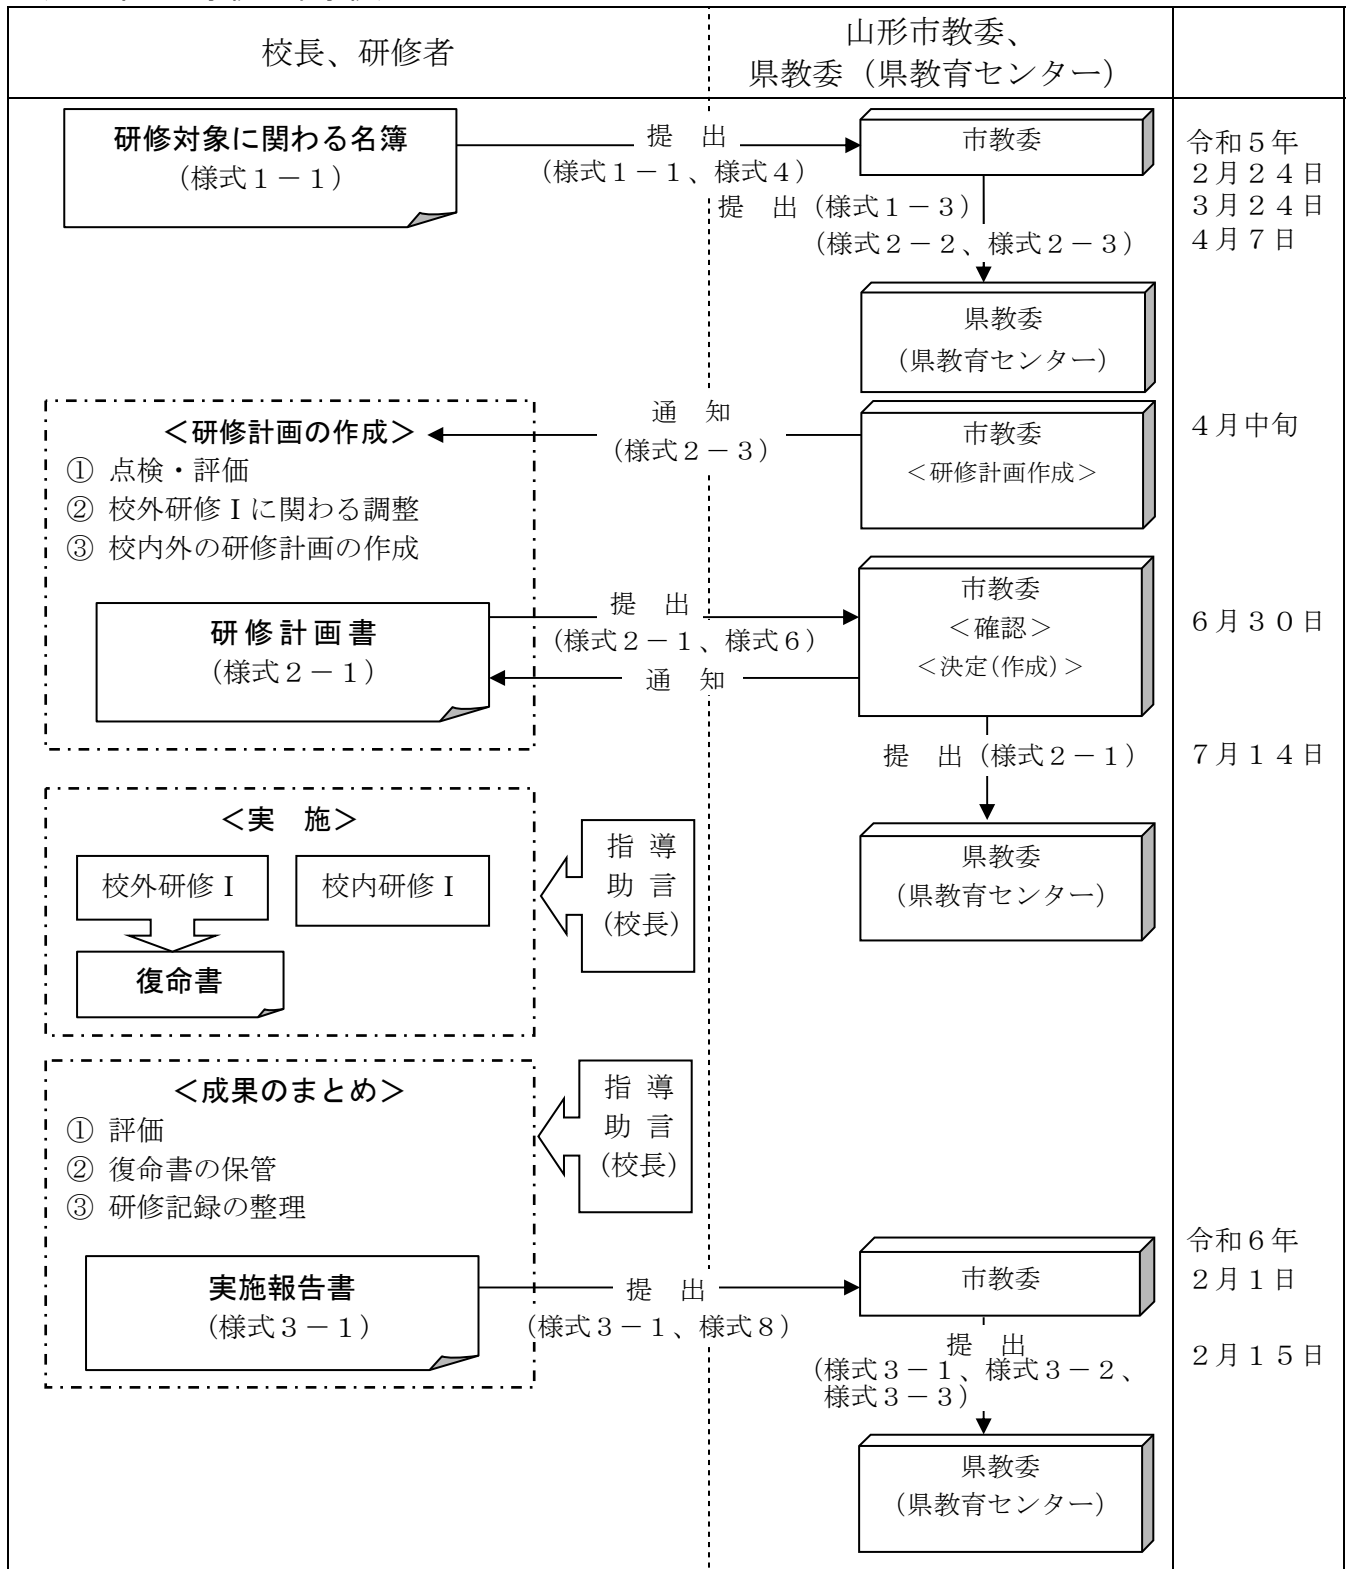 校長、研修者
山形市教委、
県教委（県教育センター）
研修対象に関わる名簿
（様式１－１）
提　出
（様式１－１、様式４）
市教委
令和５年
２月２４日
３月２４日
４月７日
提　出（様式１－３）
（様式２－２、様式２－３）
県教委
（県教育センター）
＜研修計画の作成＞
① 点検・評価
② 校外研修Ⅰに関わる調整
③ 校内外の研修計画の作成
通　知
（様式２－３）
市教委
＜研修計画作成＞
４月中旬
研修計画書
（様式２－１）
提　出
（様式２－１、様式６）
通　知
市教委
＜確認＞
＜決定(作成)＞
６月３０日
提　出（様式２－１）
７月１４日
県教委
（県教育センター）
＜実　施＞
校外研修Ⅰ
校内研修Ⅰ
復命書
指 導
助 言
(校長)
＜成果のまとめ＞
① 評価
② 復命書の保管
③ 研修記録の整理
指 導
助 言
(校長)
実施報告書
（様式３－１）
提　出
（様式３－１、様式８）
市教委
令和６年
２月１日
提　出
（様式３－１、様式３－２、
様式３－３）
２月１５日
県教委
（県教育センター）